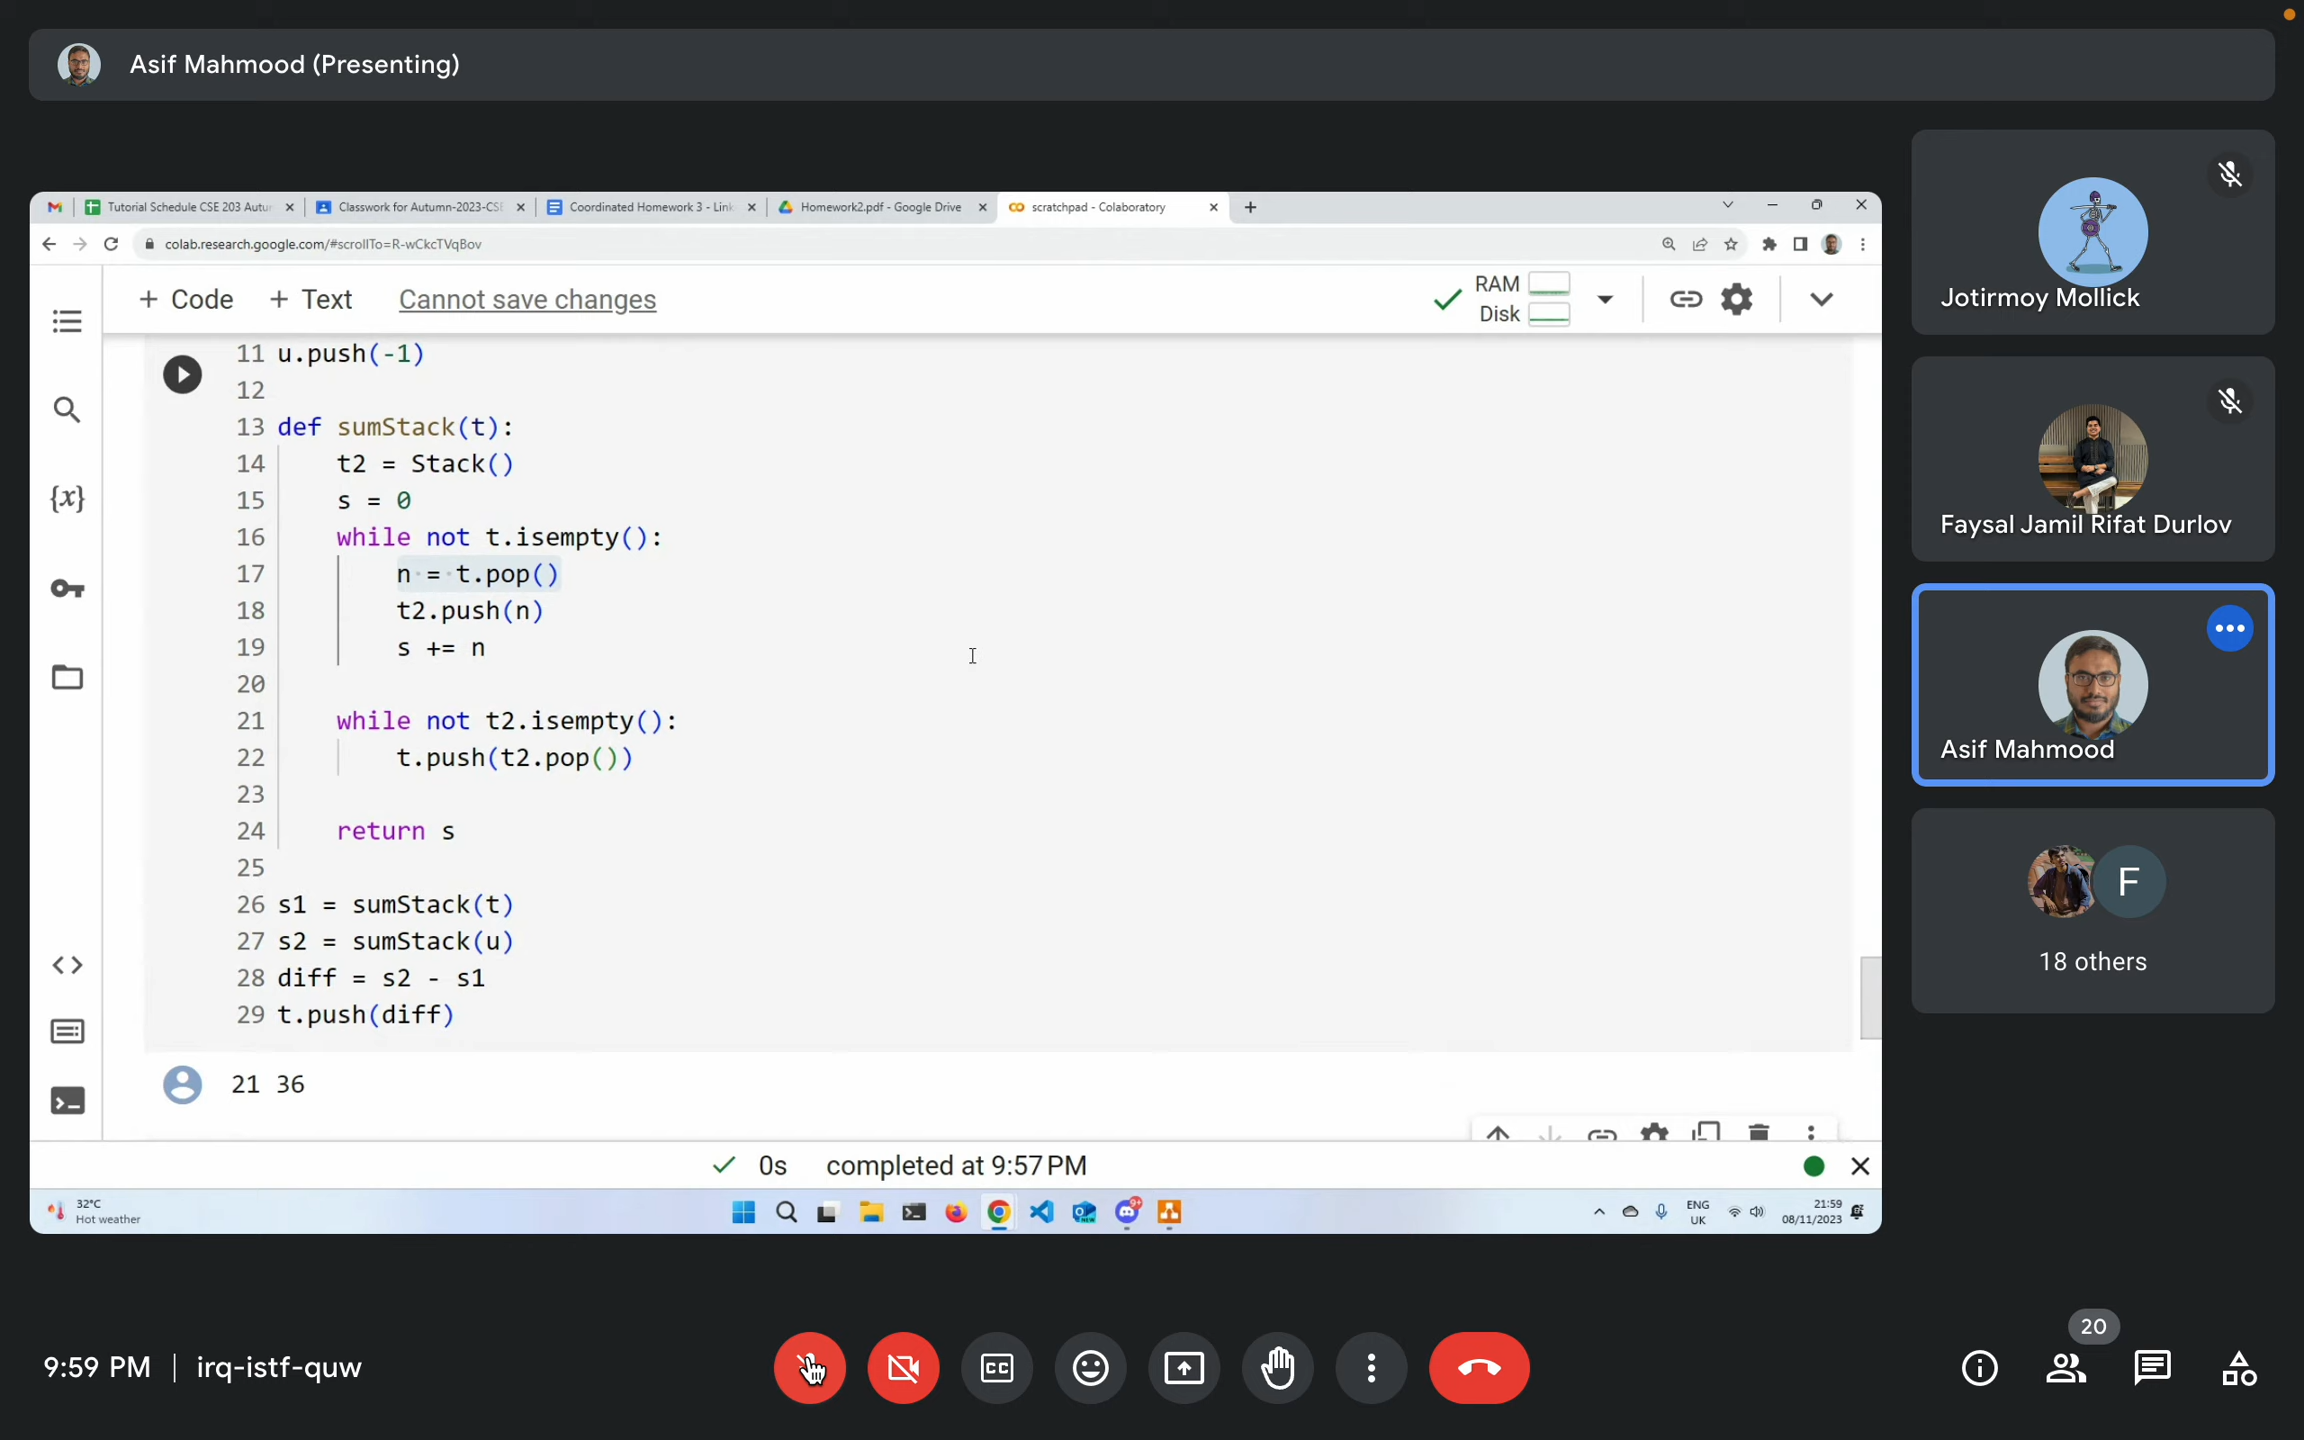 Asif Mahmood (Presenting)
Tutorial Schedule CSE 203 Autur
Classwork for Autumn-2023-CSE
Coordinated Homework 3 - Link
Homework2.pdf - Google Drive
scratchpad - Colaboratory
colab.research.google.com/#scrollTo=R-wCkcTVqBov
+ Code + Text Cannot save changes
RAM
Disk
11 u.push(-1)
12
13 def sumStack(t):
14 t2 = Stack()
15 s = 0
16 while not t.isempty():
17 n = t.pop()
18 t2.push(n)
19 s += n
20
21 while not t2.isempty():
22 t.push(t2.pop())
23
24 return s
25
26 s1 = sumStack(t)
27 s2 = sumStack(u)
28 diff = s2 - s1
29 t.push(diff)
21 36
0s completed at 9:57 PM
32°C
Hot weather
NEW
9+
ENG
UK
21:59
08/11/2023
Jotirmoy Mollick
Faysal Jamil Rifat Durlov
Asif Mahmood
F
18 others
9:59 PM | irq-istf-quw
CC
20